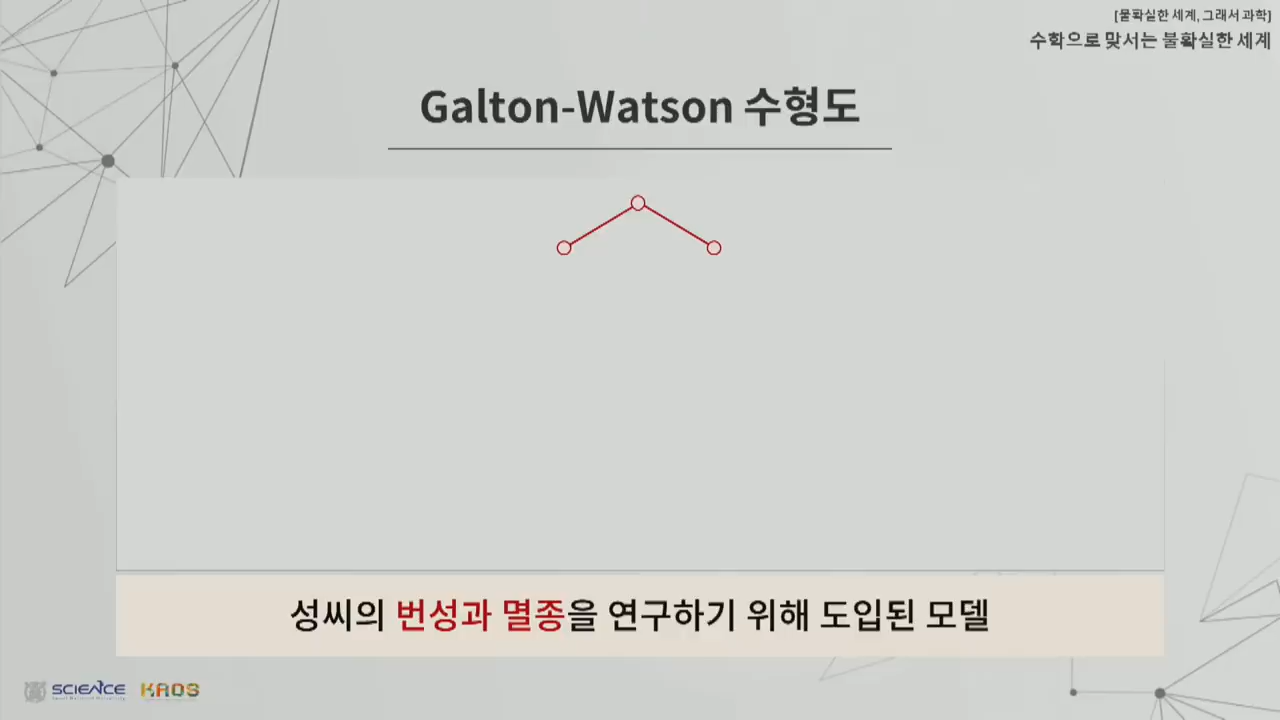 [불확실한 세계, 그래서 과학]
수학으로 맞서는 불확실한 세계
Galton-Watson 수형도
성씨의 번성과 멸종을 연구하기 위해 도입된 모델
SCIENCE
KAOS